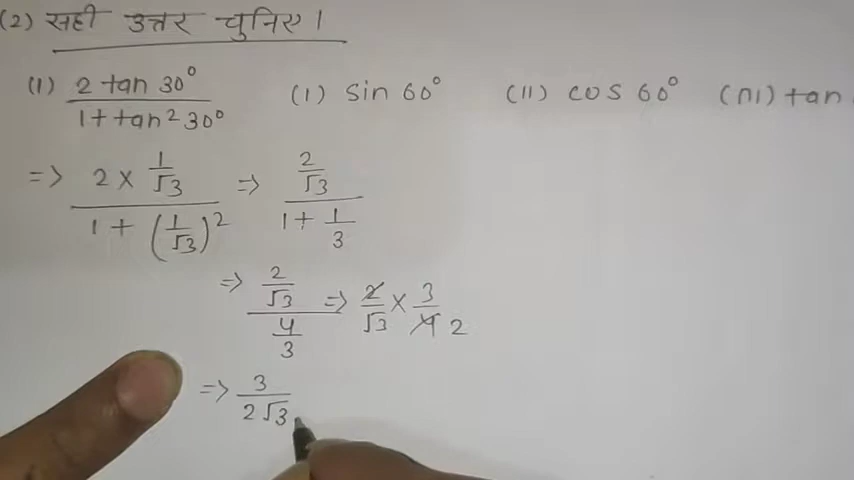 (2) सही उत्तर चुनिए।
(1) 2 tan 30° / 1 + tan² 30° (I) sin 60° (II) cos 60° (III) tan
=> 2 × 1/√3 / 1 + (1/√3)² => 2/√3 / 1 + 1/3
=> 2/√3 / 4/3 => 2/√3 × 3/4 2
=> 3 / 2√3